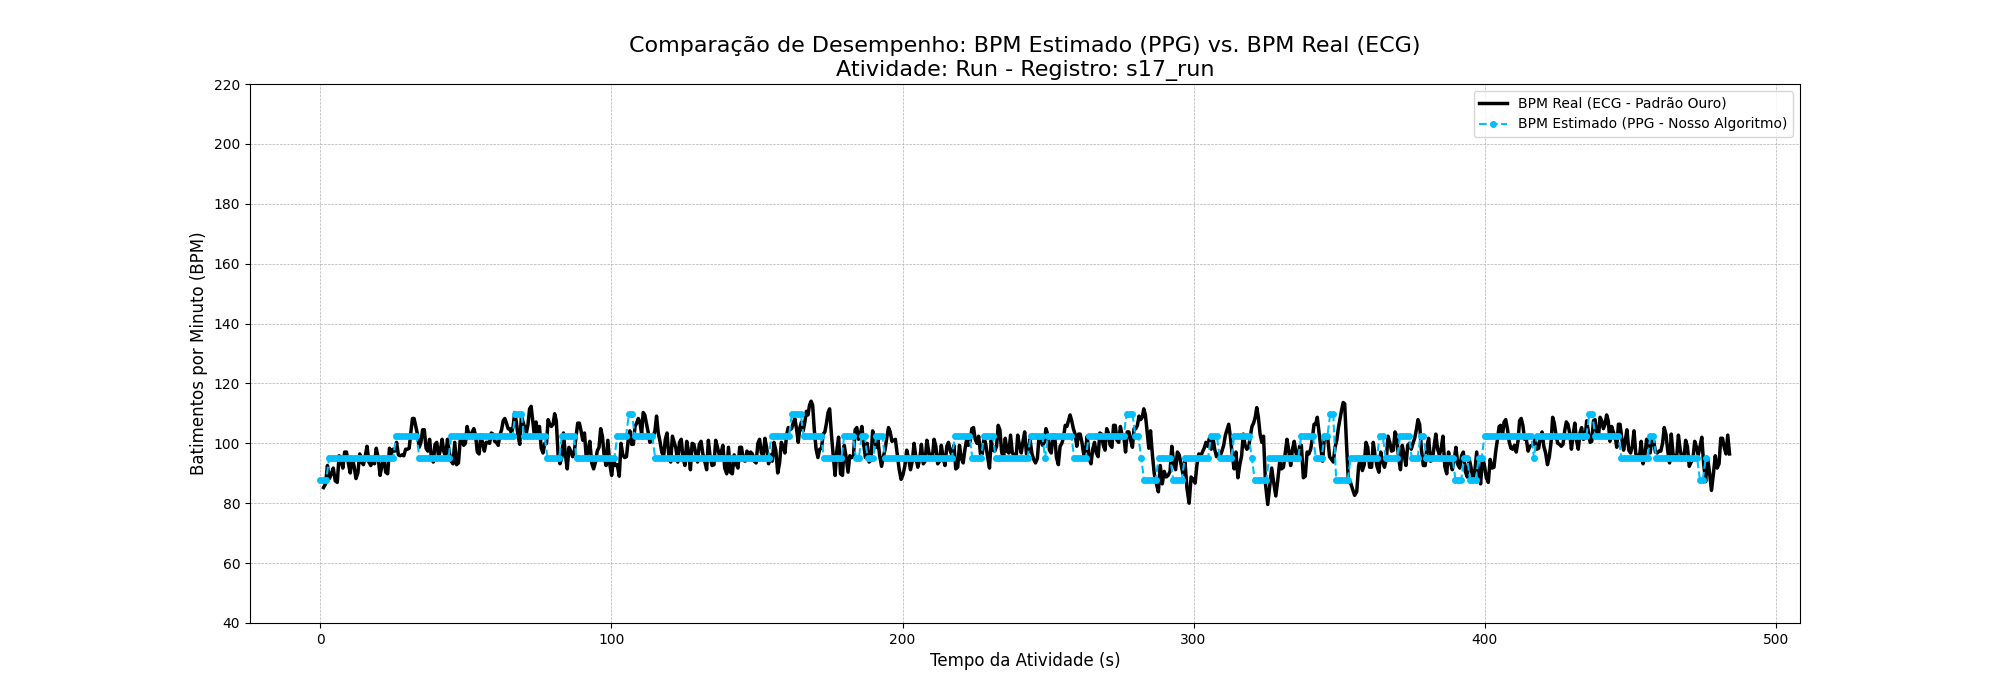 Comparação de Desempenho: BPM Estimado (PPG) vs. BPM Real (ECG)
Atividade: Run - Registro: s17_run
BPM Real (ECG - Padrão Ouro)
BPM Estimado (PPG - Nosso Algoritmo)
Batimentos por Minuto (BPM)
220
200
180
160
140
120
100
80
60
40
0 100 200 300 400 500
Tempo da Atividade (s)